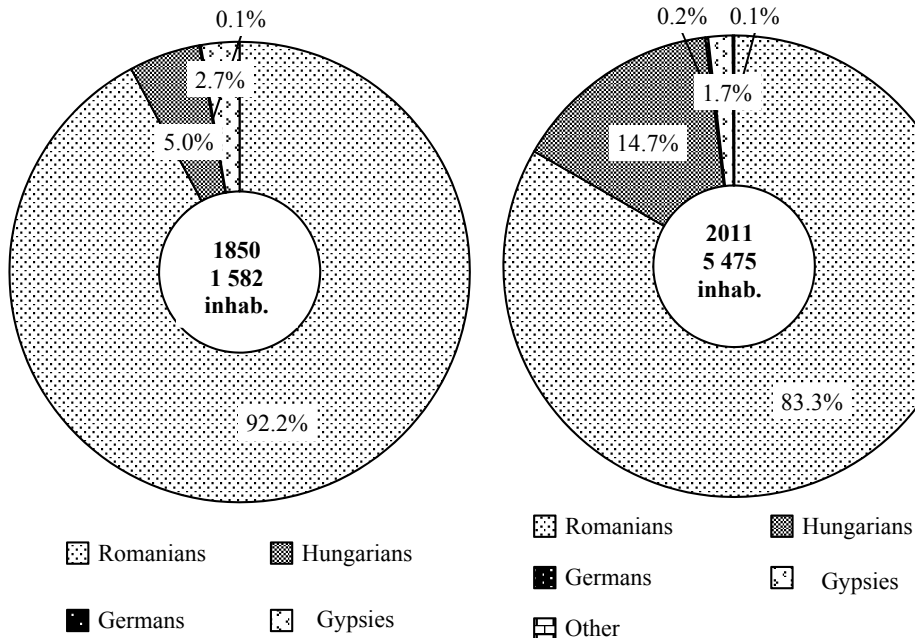 0.1%
2.7%
5.0%
1850
1 582
inhab.
92.2%
Romanians
Hungarians
Germans
Gypsies
0.2%
0.1%
1.7%
14.7%
2011
5 475
inhab.
83.3%
Romanians
Hungarians
Germans
Gypsies
Other